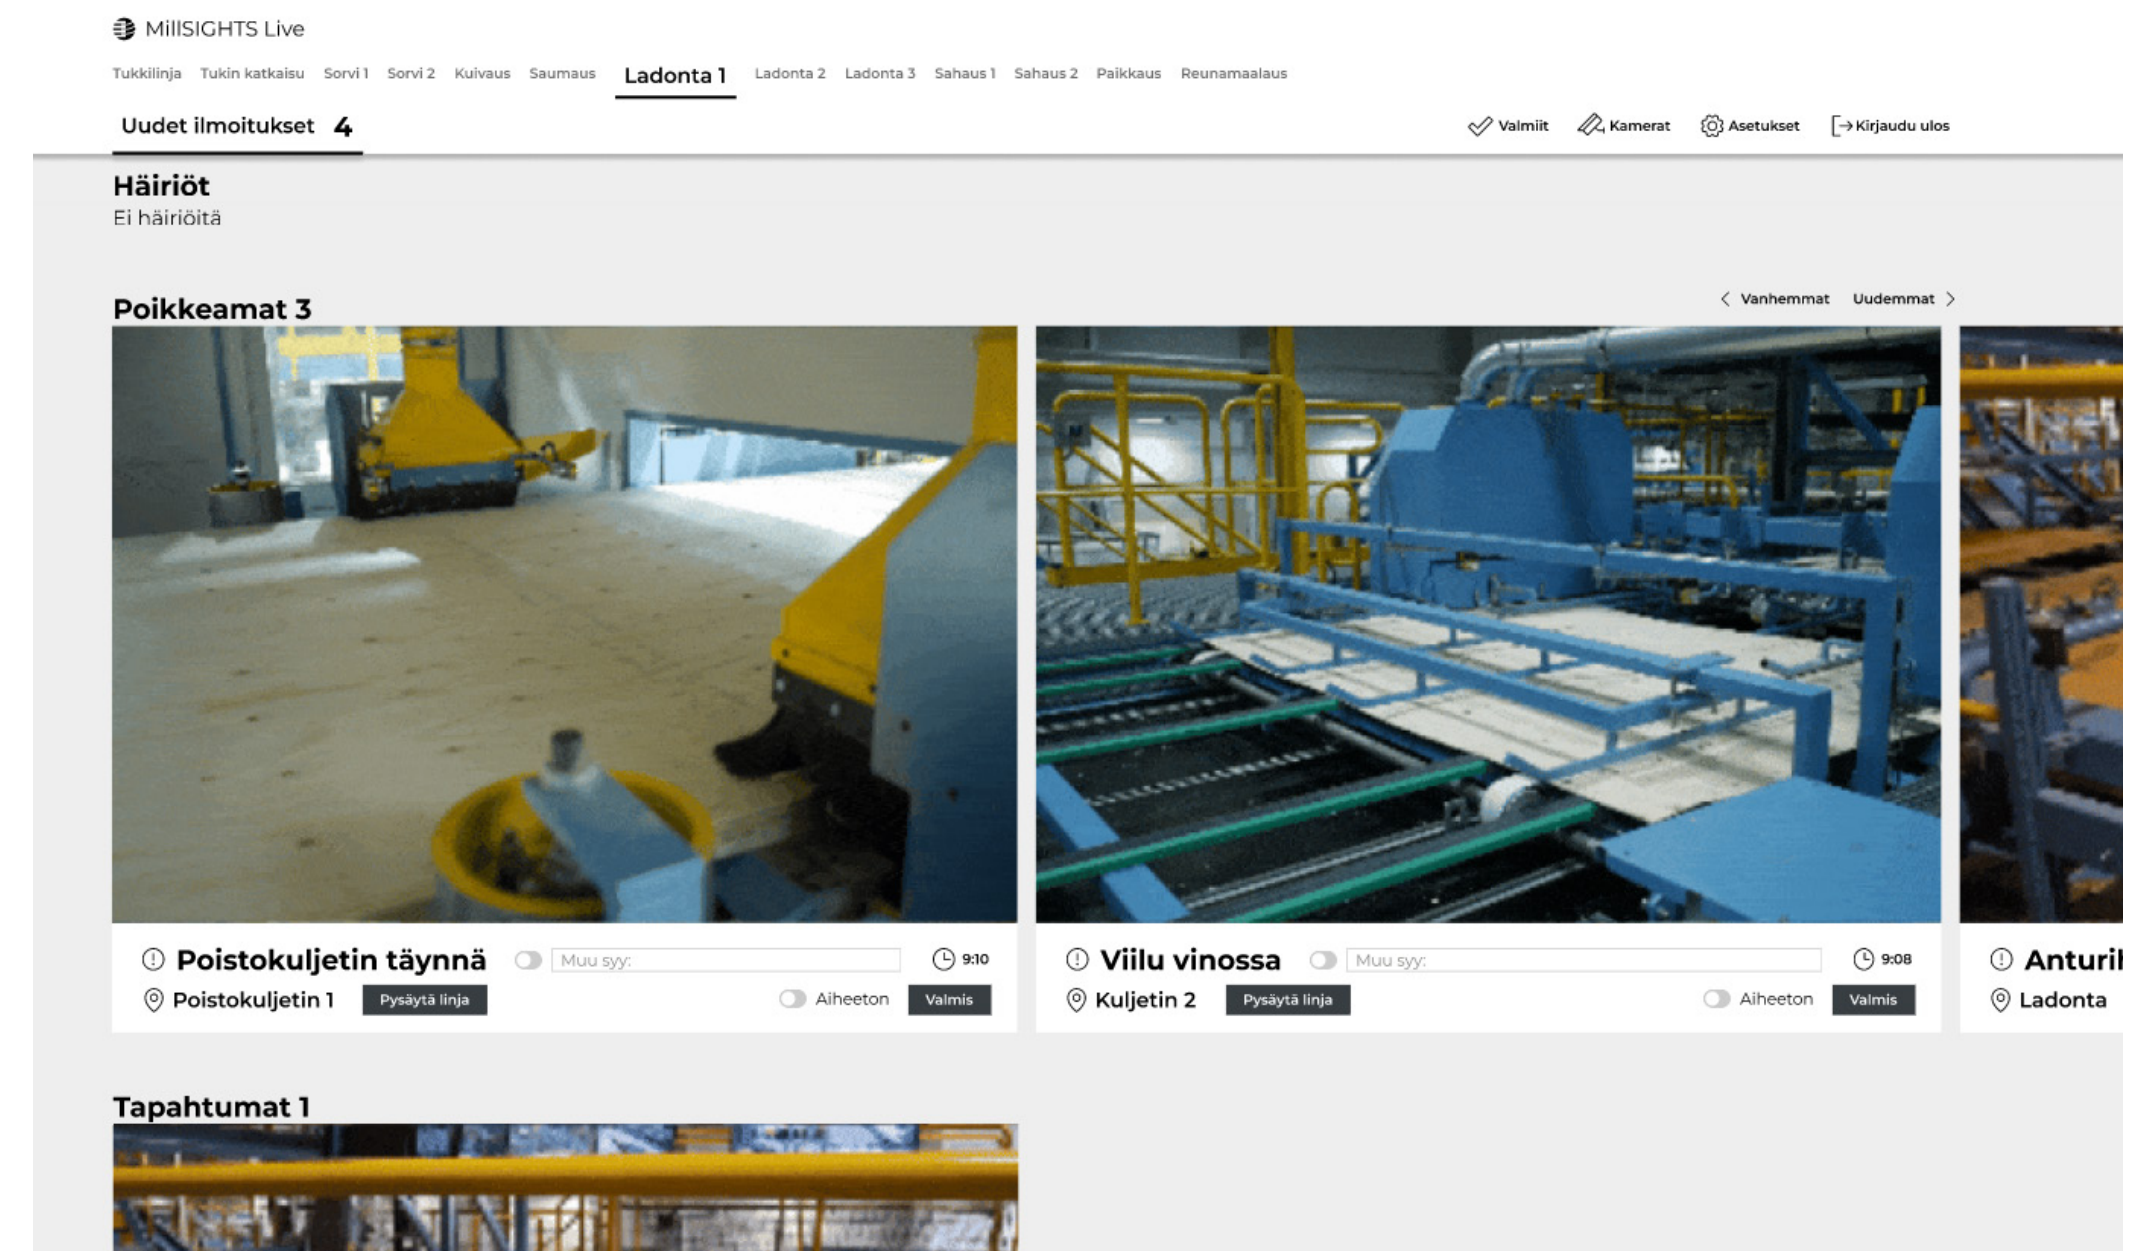 MillSIGHTS Live
Tukkilinja Tukin katkaisu Sorvi 1 Sorvi 2 Kuivaus Saumaus Ladonta 1 Ladonta 2 Ladonta 3 Sahaus 1 Sahaus 2 Paikkaus Reunamaalaus
Uudet ilmoitukset 4 Valmiit Kamerat Asetukset Kirjaudu ulos
Häiriöt
Ei häiriöitä
Poikkeamat 3 Vanhemmat Uudemmat
Poistokuljetin täynnä Muu syy: 9:10
Poistokuljetin 1 Pysäytä linja Aiheeton Valmis
Viilu vinossa Muu syy: 9:08
Kuljetin 2 Pysäytä linja Aiheeton Valmis
Ladonta
Tapahtumat 1